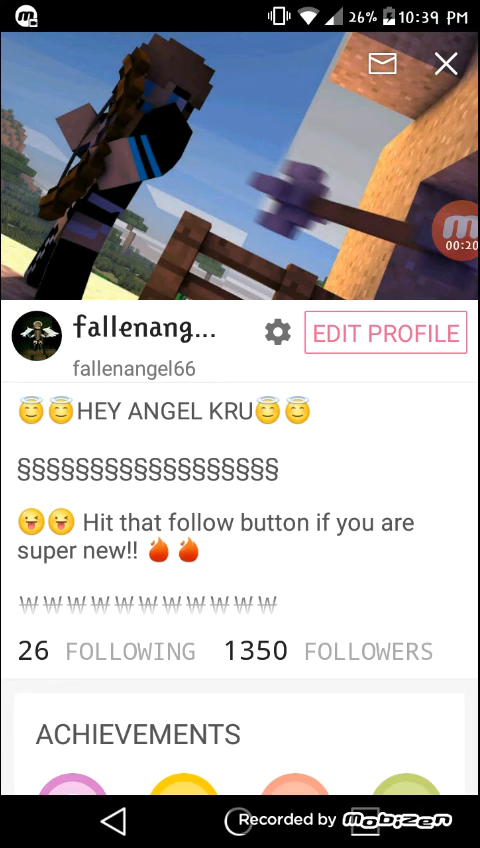 26% 10:39 PM
00:20
fallenang...
EDIT PROFILE
fallenangel66
😇😇HEY ANGEL KRU😇😇
§§§§§§§§§§§§§§§§§§
😜😜 Hit that follow button if you are
super new!! 🔥🔥
₩₩₩₩₩₩₩₩₩₩₩
26 FOLLOWING 1350 FOLLOWERS
ACHIEVEMENTS
Recorded by Mobizen